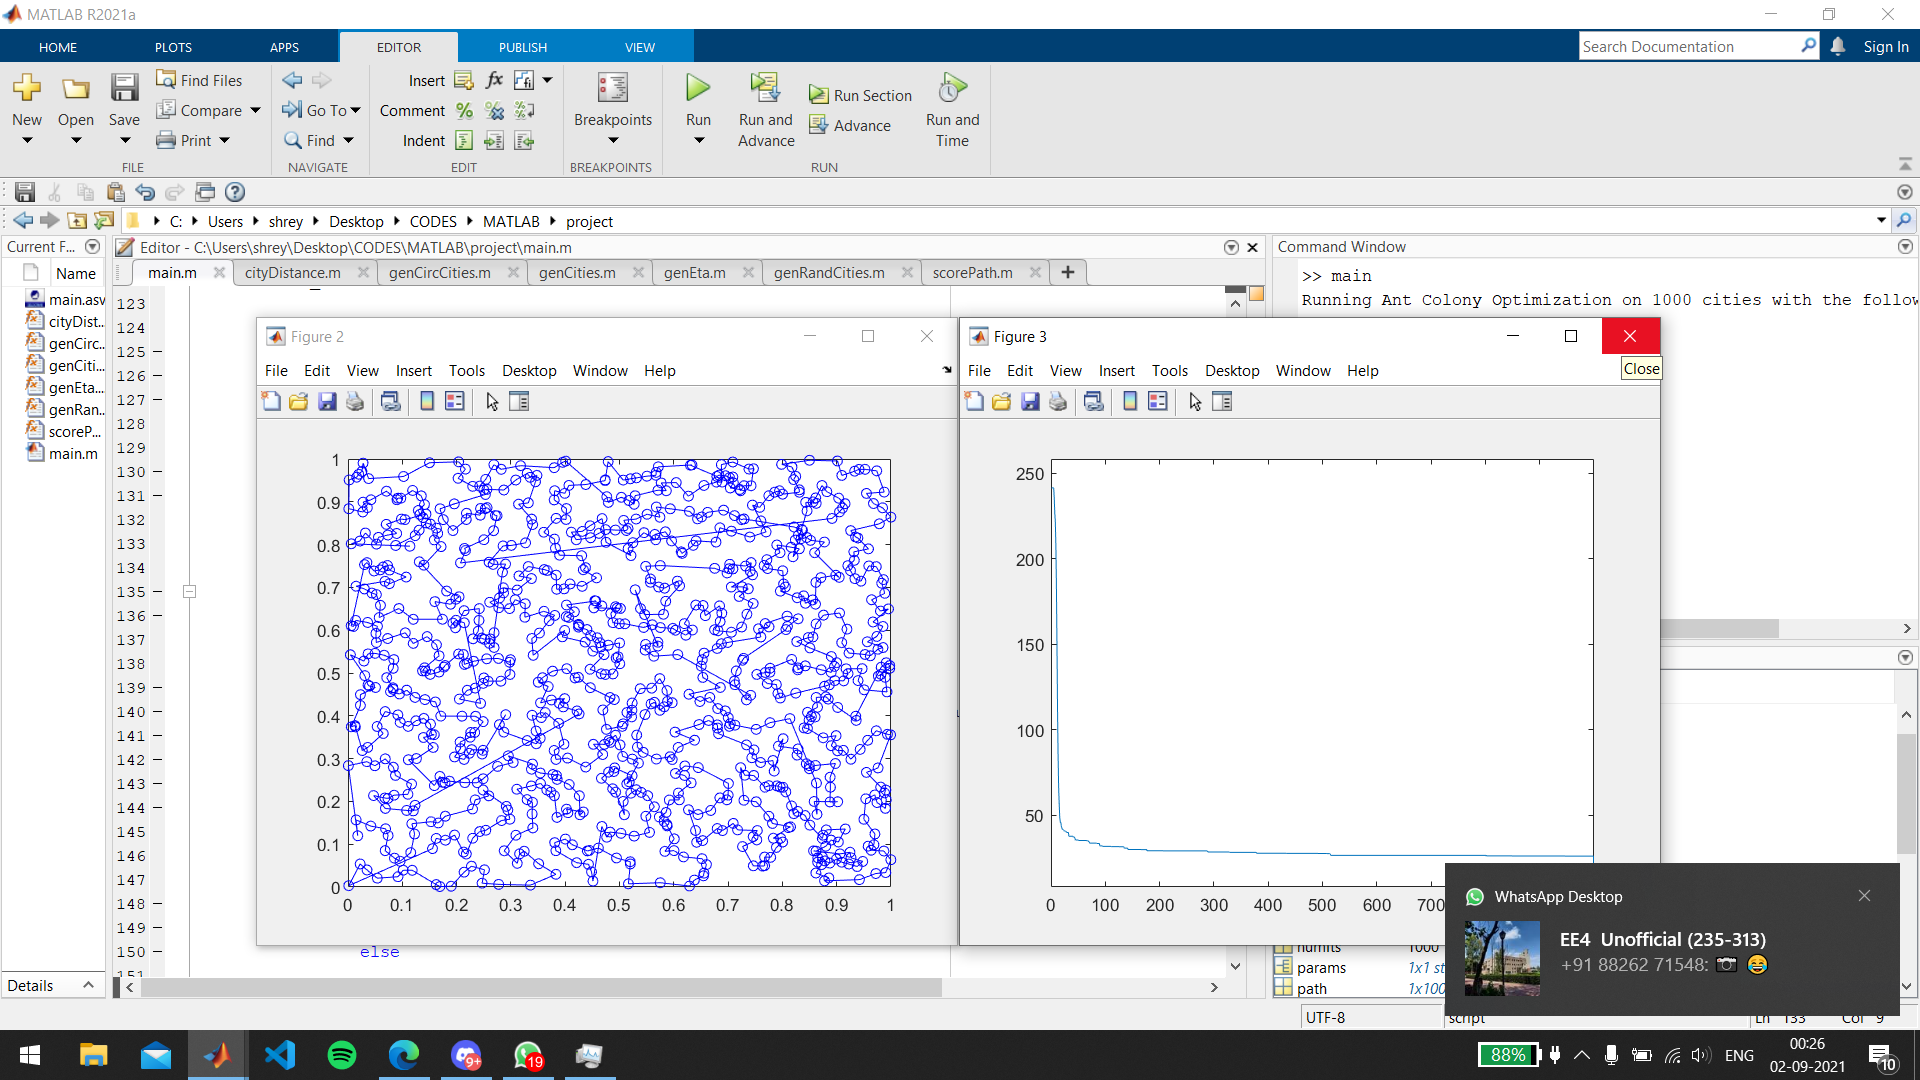 MATLAB R2021a
HOME PLOTS APPS EDITOR PUBLISH VIEW
Search Documentation
Sign In
New
Open
Save
Find Files
Compare
Print
FILE
Go To
Find
NAVIGATE
Insert
Comment
Indent
EDIT
Breakpoints
BREAKPOINTS
Run
Run and Advance
Run Section
Advance
Run and Time
RUN
C: Users shrey Desktop CODES MATLAB project
Current F...
Name
main.asv
cityDist...
genCirc...
genCiti...
genEta...
genRan...
scoreP...
main.m
Details
Editor - C:\Users\shrey\Desktop\CODES\MATLAB\project\main.m
main.m cityDistance.m genCircCities.m genCities.m genEta.m genRandCities.m scorePath.m
123
124
125
126
127
128
129
130
131
132
133
134
135
136
137
138
139
140
141
142
143
144
145
146
147
148
149
150
151
else
Command Window
>> main
Running Ant Colony Optimization on 1000 cities with the follow
Figure 2
File Edit View Insert Tools Desktop Window Help
1
0.9
0.8
0.7
0.6
0.5
0.4
0.3
0.2
0.1
0
0 0.1 0.2 0.3 0.4 0.5 0.6 0.7 0.8 0.9 1
Figure 3
Close
File Edit View Insert Tools Desktop Window Help
250
200
150
100
50
0 100 200 300 400 500 600 700
numits 1000
params 1x1 st
path 1x100
WhatsApp Desktop
EE4 Unofficial (235-313)
+91 88262 71548: 📷 😂
UTF-8
script
Ln 133 Col 9
9+
19
88%
ENG
00:26
02-09-2021
10